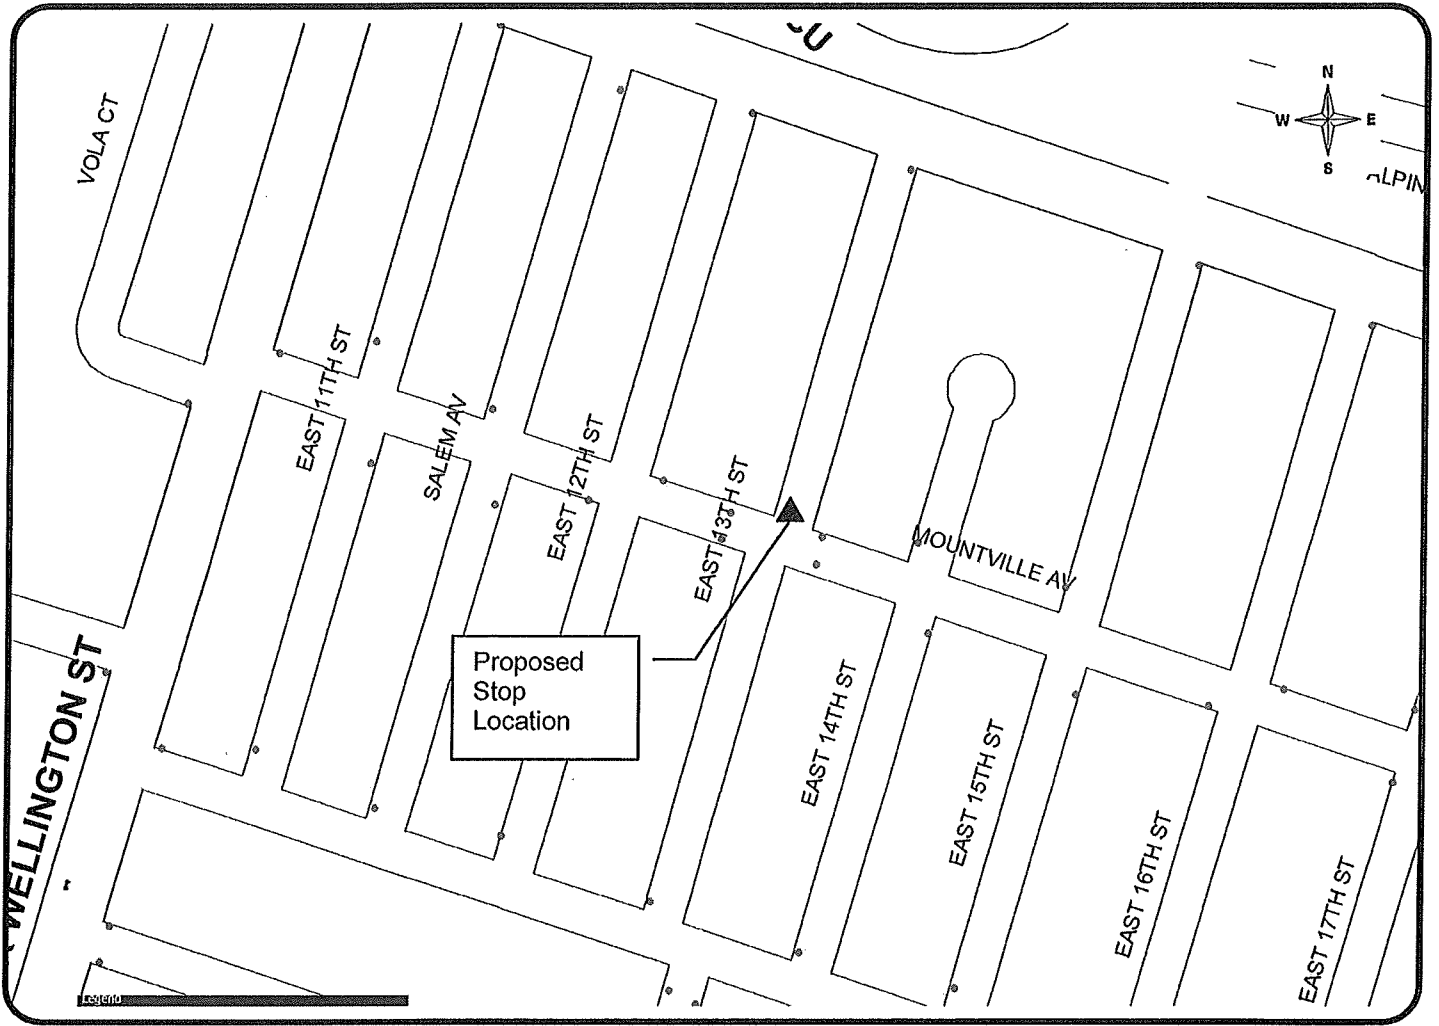 N
W E
S
VOLA CT
EAST 11TH ST
SALEM AV
EAST 12TH ST
EAST 13TH ST
MOUNTVILLE AV
Proposed
Stop
Location
EAST 14TH ST
EAST 15TH ST
EAST 16TH ST
EAST 17TH ST
WELLINGTON ST
Legend